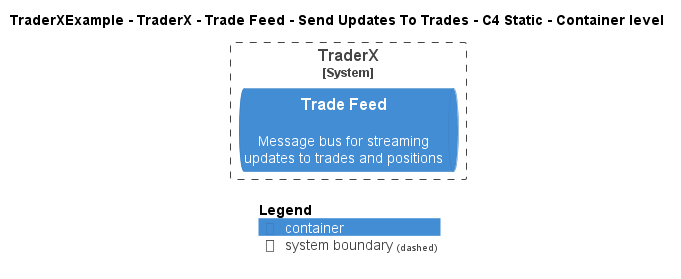 TraderXExample - TraderX - Trade Feed - Send Updates To Trades - C4 Static - Container level
TraderX
[System]
Trade Feed
Message bus for streaming
updates to trades and positions
Legend
container
system boundary (dashed)